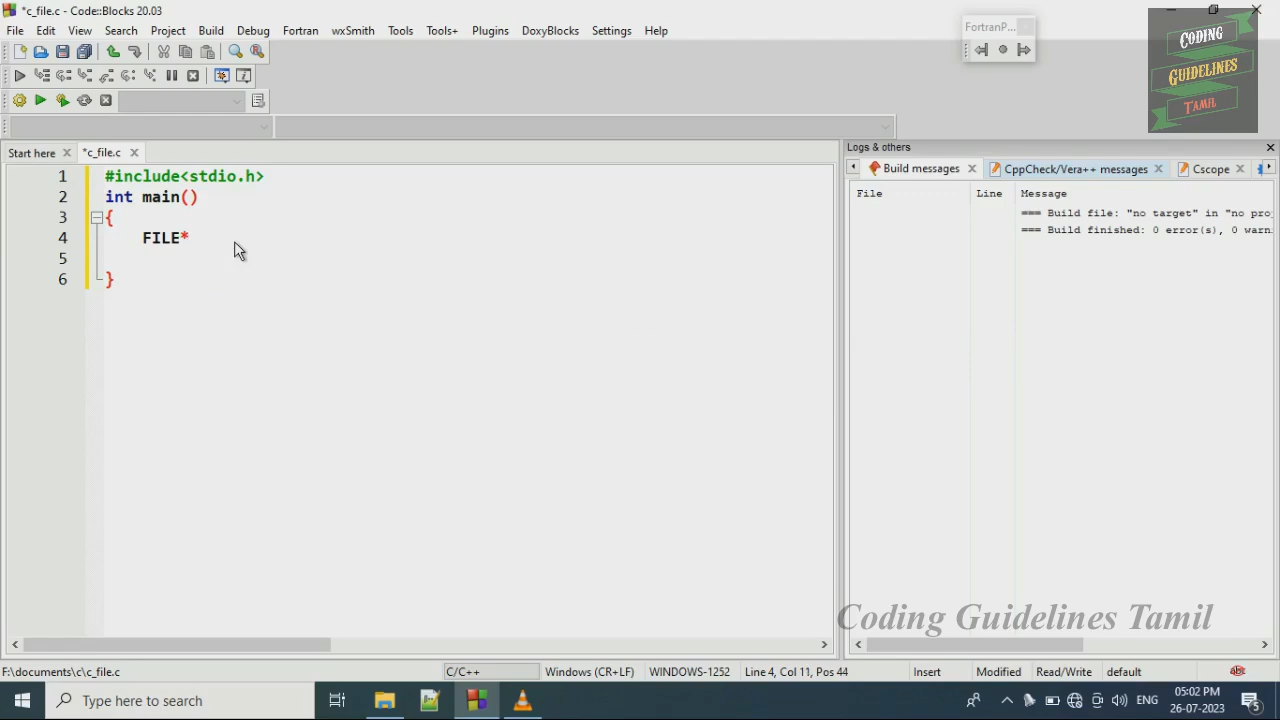 *c_file.c - Code::Blocks 20.03
File Edit View Search Project Build Debug Fortran wxSmith Tools Tools+ Plugins DoxyBlocks Settings Help
FortranP...
CODING
GUIDELINES
TAMIL
Start here *c_file.c
Logs & others
Build messages CppCheck/Vera++ messages Cscope
File Line Message
=== Build file: "no target" in "no proj
=== Build finished: 0 error(s), 0 warni
1 #include<stdio.h>
2 int main()
3 {
4 FILE*
5
6 }
Coding Guidelines Tamil
F:\documents\c\c_file.c C/C++ Windows (CR+LF) WINDOWS-1252 Line 4, Col 11, Pos 44 Insert Modified Read/Write default
Type here to search
ENG
05:02 PM
26-07-2023
5